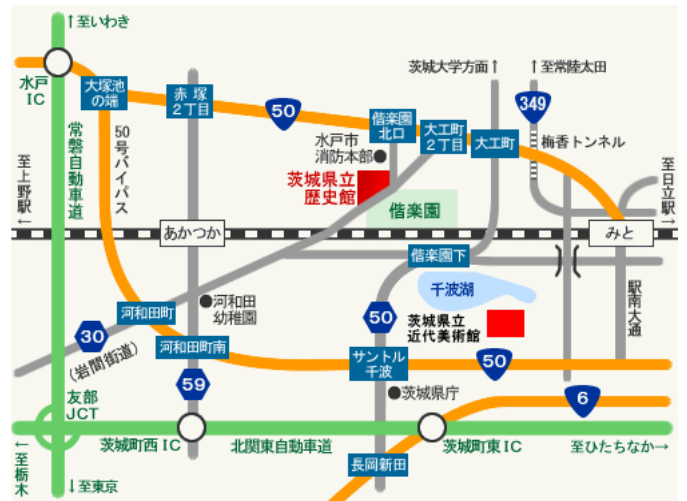 ↑至いわき
茨城大学方面↑
↑至常陸太田
水戸
IC
大塚池
の端
赤塚
2丁目
50
349
偕楽園
北口
大工町
2丁目
大工町
梅香トンネル
水戸市
消防本部
常磐自動車道
50号バイパス
至上野駅←
茨城県立
歴史館
偕楽園
至日立駅→
あかつか
みと
偕楽園下
千波湖
駅南大通
河和田町
河和田
幼稚園
50
茨城県立
近代美術館
30
(岩間街道)
河和田町南
サントル
千波
50
59
茨城県庁
6
友部
JCT
茨城町西IC
北関東自動車道
茨城町東IC
至ひたちなか→
←至栃木
長岡新田
↓至東京